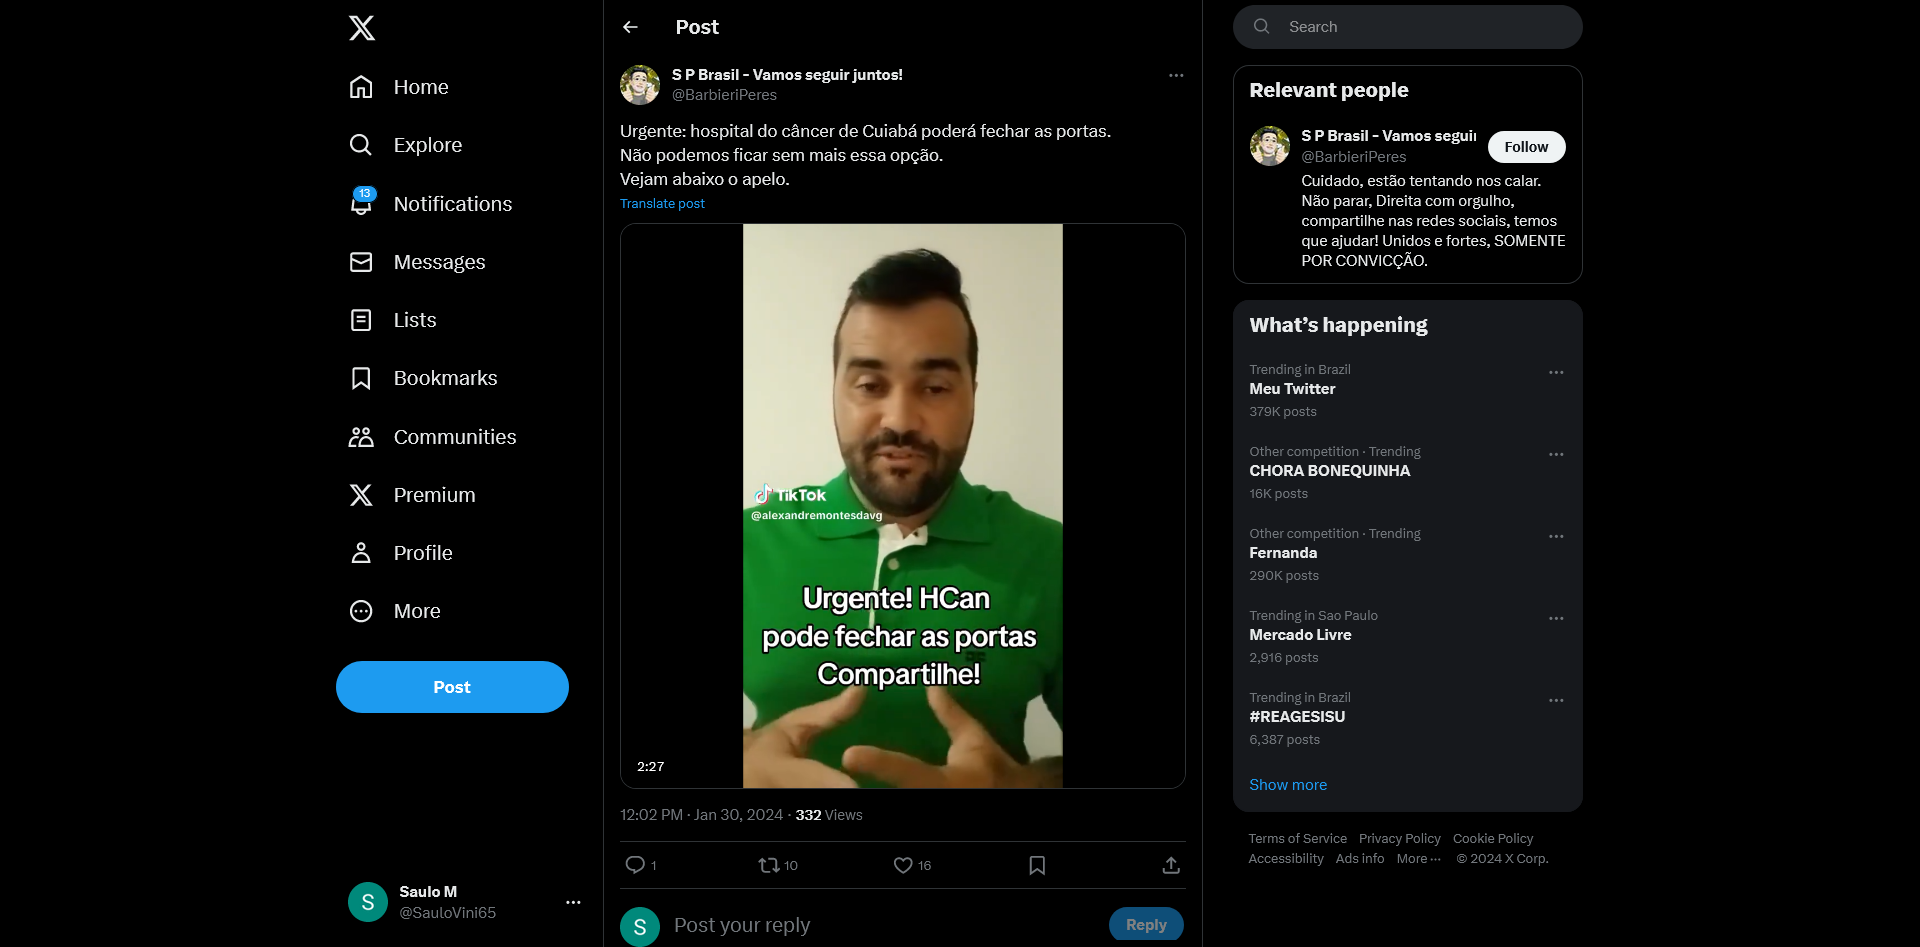 Home
Explore
13
Notifications
Messages
Lists
Bookmarks
Communities
Premium
Profile
More
Post
S
Saulo M
@SauloVini65
Post
S P Brasil - Vamos seguir juntos!
@BarbieriPeres
Urgente: hospital do câncer de Cuiabá poderá fechar as portas.
Não podemos ficar sem mais essa opção.
Vejam abaixo o apelo.
Translate post
TikTok
@alexandremontesdavg
Urgente! HCan
pode fechar as portas
Compartilhe!
2:27
12:02 PM · Jan 30, 2024 · 332 Views
1 10 16
S
Post your reply
Reply
Search
Relevant people
S P Brasil - Vamos segui
@BarbieriPeres
Follow
Cuidado, estão tentando nos calar.
Não parar, Direita com orgulho,
compartilhe nas redes sociais, temos
que ajudar! Unidos e fortes, SOMENTE
POR CONVICÇÃO.
What's happening
Trending in Brazil
Meu Twitter
379K posts
Other competition · Trending
CHORA BONEQUINHA
16K posts
Other competition · Trending
Fernanda
290K posts
Trending in Sao Paulo
Mercado Livre
2,916 posts
Trending in Brazil
#REAGESISU
6,387 posts
Show more
Terms of Service Privacy Policy Cookie Policy
Accessibility Ads info More ··· © 2024 X Corp.